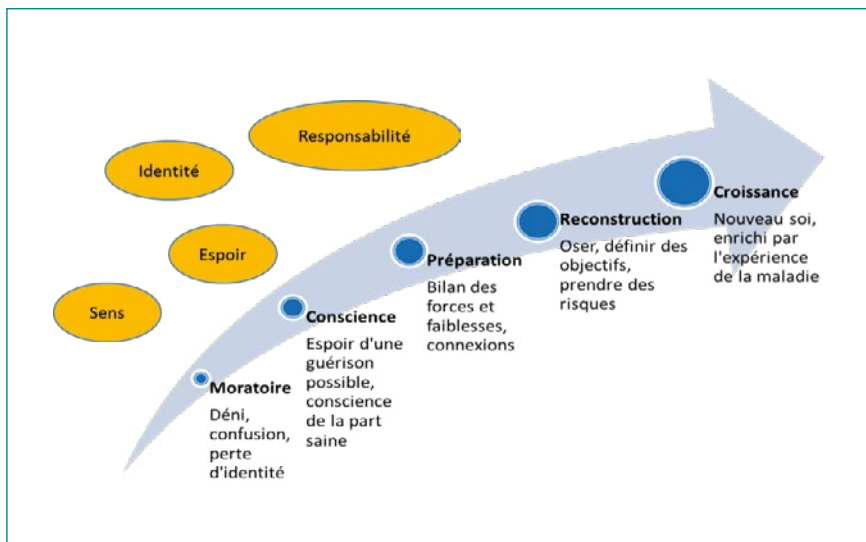 Responsabilité
Identité
Espoir
Sens
Moratoire
Déni,
confusion,
perte
d'identité
Conscience
Espoir d'une
guérison
possible,
conscience
de la part
saine
Préparation
Bilan des
forces et
faiblesses,
connexions
Reconstruction
Oser, définir des
objectifs,
prendre des
risques
Croissance
Nouveau soi,
enrichi par
l'expérience
de la maladie